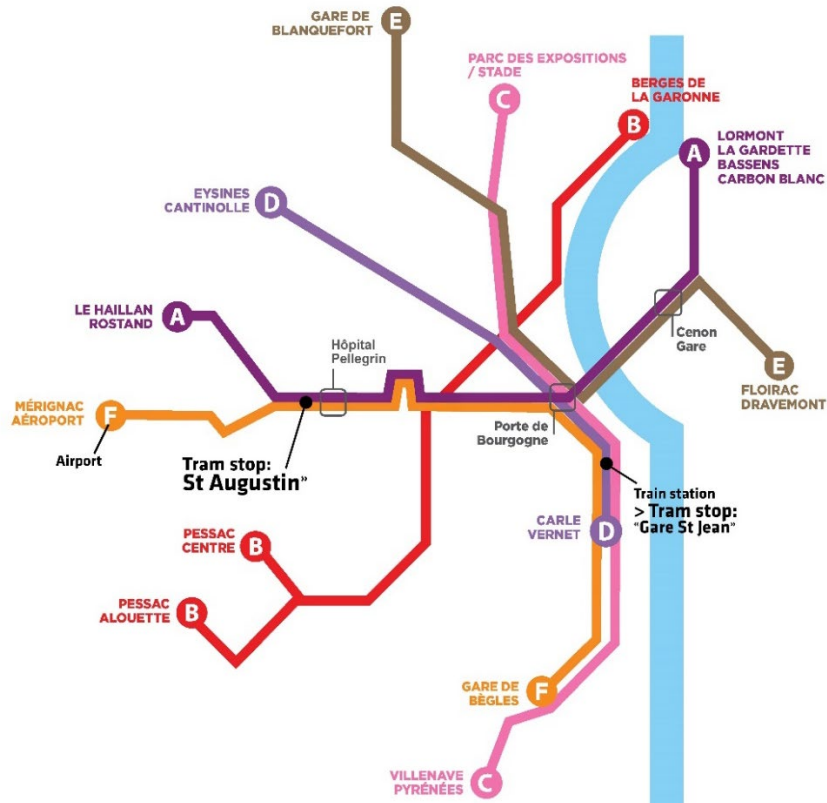 GARE DE
BLANQUEFORT
E
PARC DES EXPOSITIONS
/ STADE
C
BERGES DE
LA GARONNE
B
A
LORMONT
LA GARDETTE
BASSENS
CARBON BLANC
EYSINES
CANTINOLLE
D
LE HAILLAN
ROSTAND
A
Hôpital
Pellegrin
Cenon
Gare
E
FLOIRAC
DRAVEMONT
MÉRIGNAC
AÉROPORT
F
Airport
Porte de
Bourgogne
Tram stop:
St Augustin”
Train station
> Tram stop:
“Gare St Jean”
CARLE
VERNET
D
PESSAC
CENTRE
B
PESSAC
ALOUETTE
B
GARE DE
BÈGLES
F
VILLENAVE
PYRÉNÉES
C